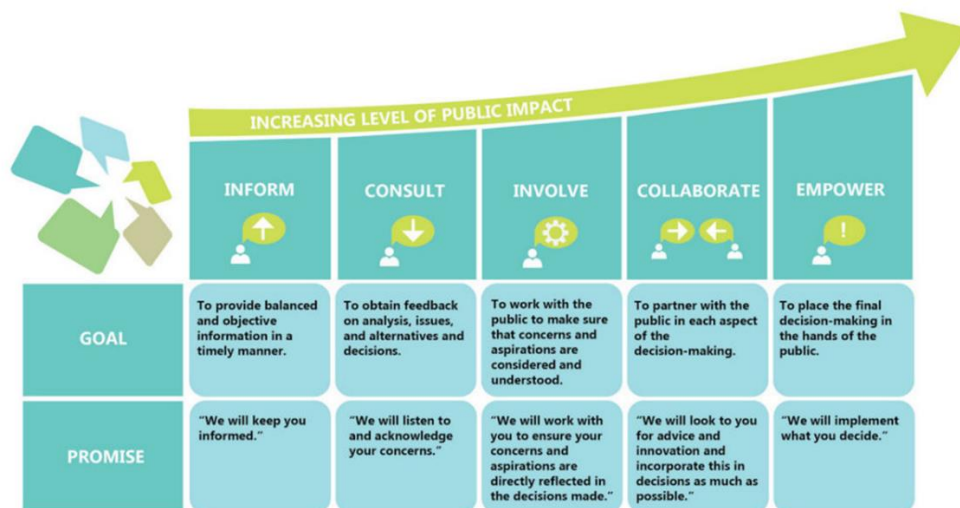 INCREASING LEVEL OF PUBLIC IMPACT
INFORM
CONSULT
INVOLVE
COLLABORATE
EMPOWER
!
GOAL
To provide balanced
and objective
information in a
timely manner.
To obtain feedback
on analysis, issues,
and alternatives and
decisions.
To work with the
public to make sure
that concerns and
aspirations are
considered and
understood.
To partner with the
public in each aspect
of the
decision-making.
To place the final
decision-making in
the hands of the
public.
PROMISE
“We will keep you
informed.”
“We will listen to
and acknowledge
your concerns.”
“We will work with
you to ensure your
concerns and
aspirations are
directly reflected in
the decisions made.”
“We will look to you
for advice and
innovation and
incorporate this in
decisions as much as
possible.”
“We will implement
what you decide.”